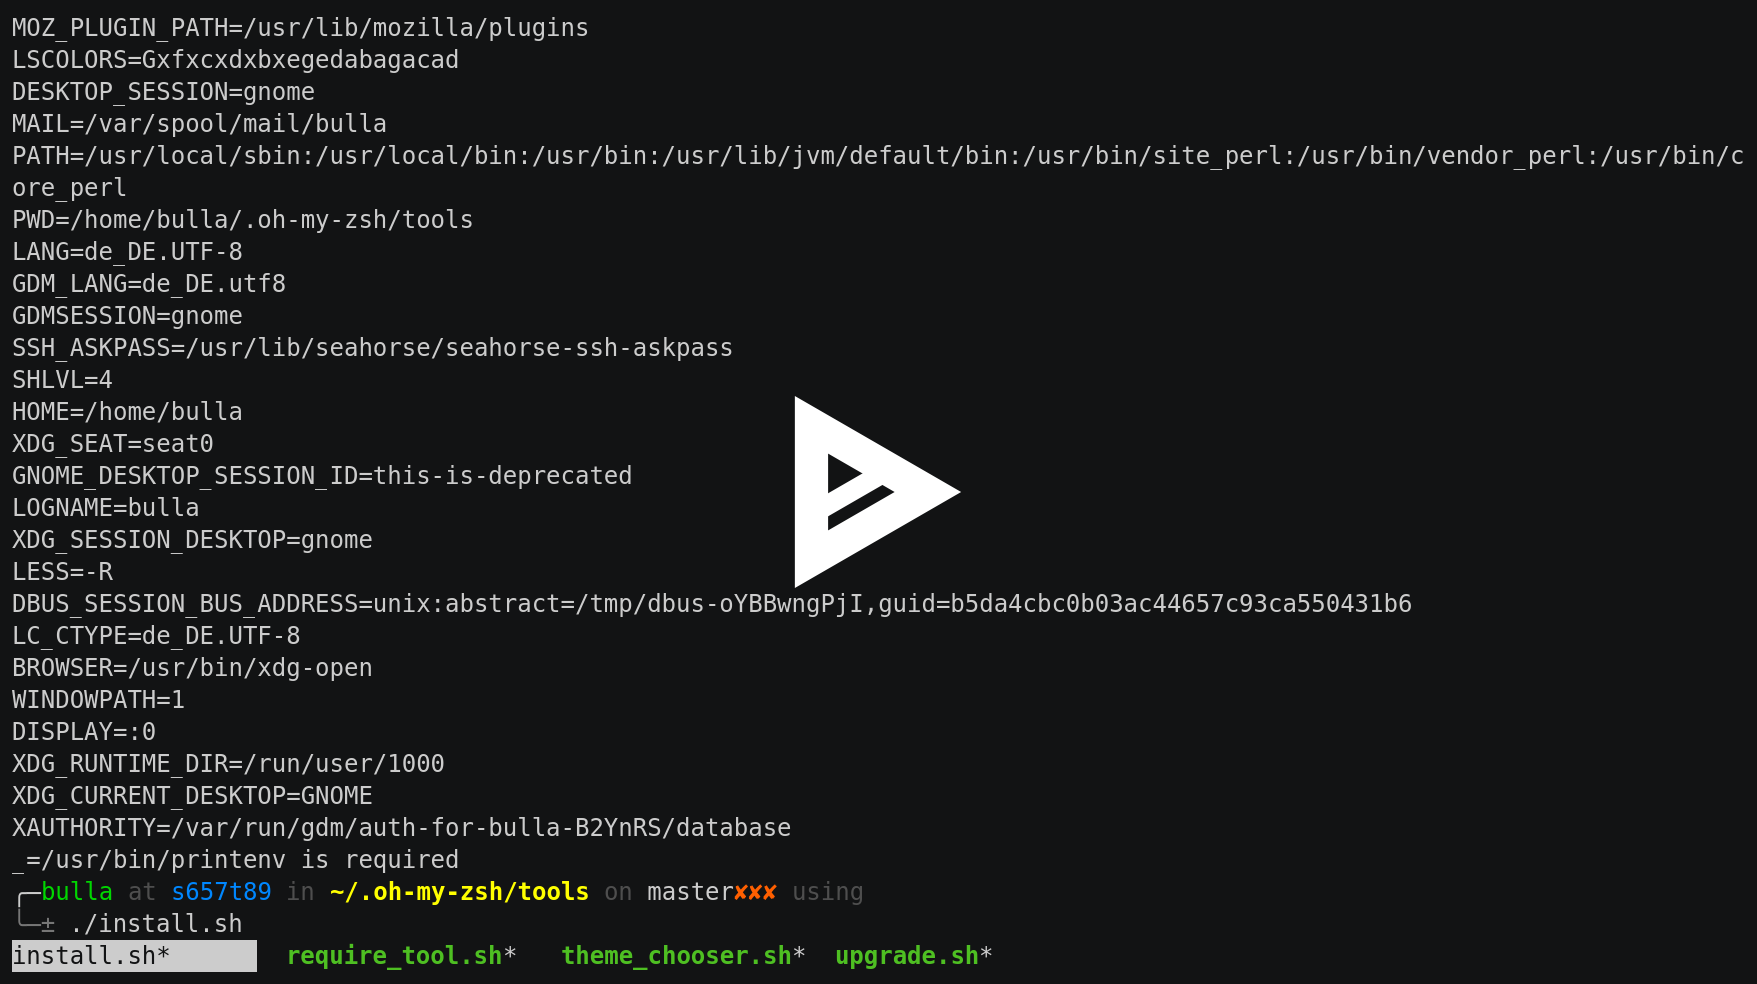 MOZ_PLUGIN_PATH=/usr/lib/mozilla/plugins
LSCOLORS=Gxfxcxdxbxegedabagacad
DESKTOP_SESSION=gnome
MAIL=/var/spool/mail/bulla
PATH=/usr/local/sbin:/usr/local/bin:/usr/bin:/usr/lib/jvm/default/bin:/usr/bin/site_perl:/usr/bin/vendor_perl:/usr/bin/c
ore_perl
PWD=/home/bulla/.oh-my-zsh/tools
LANG=de_DE.UTF-8
GDM_LANG=de_DE.utf8
GDMSESSION=gnome
SSH_ASKPASS=/usr/lib/seahorse/seahorse-ssh-askpass
SHLVL=4
HOME=/home/bulla
XDG_SEAT=seat0
GNOME_DESKTOP_SESSION_ID=this-is-deprecated
LOGNAME=bulla
XDG_SESSION_DESKTOP=gnome
LESS=-R
DBUS_SESSION_BUS_ADDRESS=unix:abstract=/tmp/dbus-oYBBwngPjI,guid=b5da4cbc0b03ac44657c93ca550431b6
LC_CTYPE=de_DE.UTF-8
BROWSER=/usr/bin/xdg-open
WINDOWPATH=1
DISPLAY=:0
XDG_RUNTIME_DIR=/run/user/1000
XDG_CURRENT_DESKTOP=GNOME
XAUTHORITY=/var/run/gdm/auth-for-bulla-B2YnRS/database
_=/usr/bin/printenv is required
╭─bulla at s657t89 in ~/.oh-my-zsh/tools on master✘✘✘ using
╰─± ./install.sh
install.sh* require_tool.sh* theme_chooser.sh* upgrade.sh*